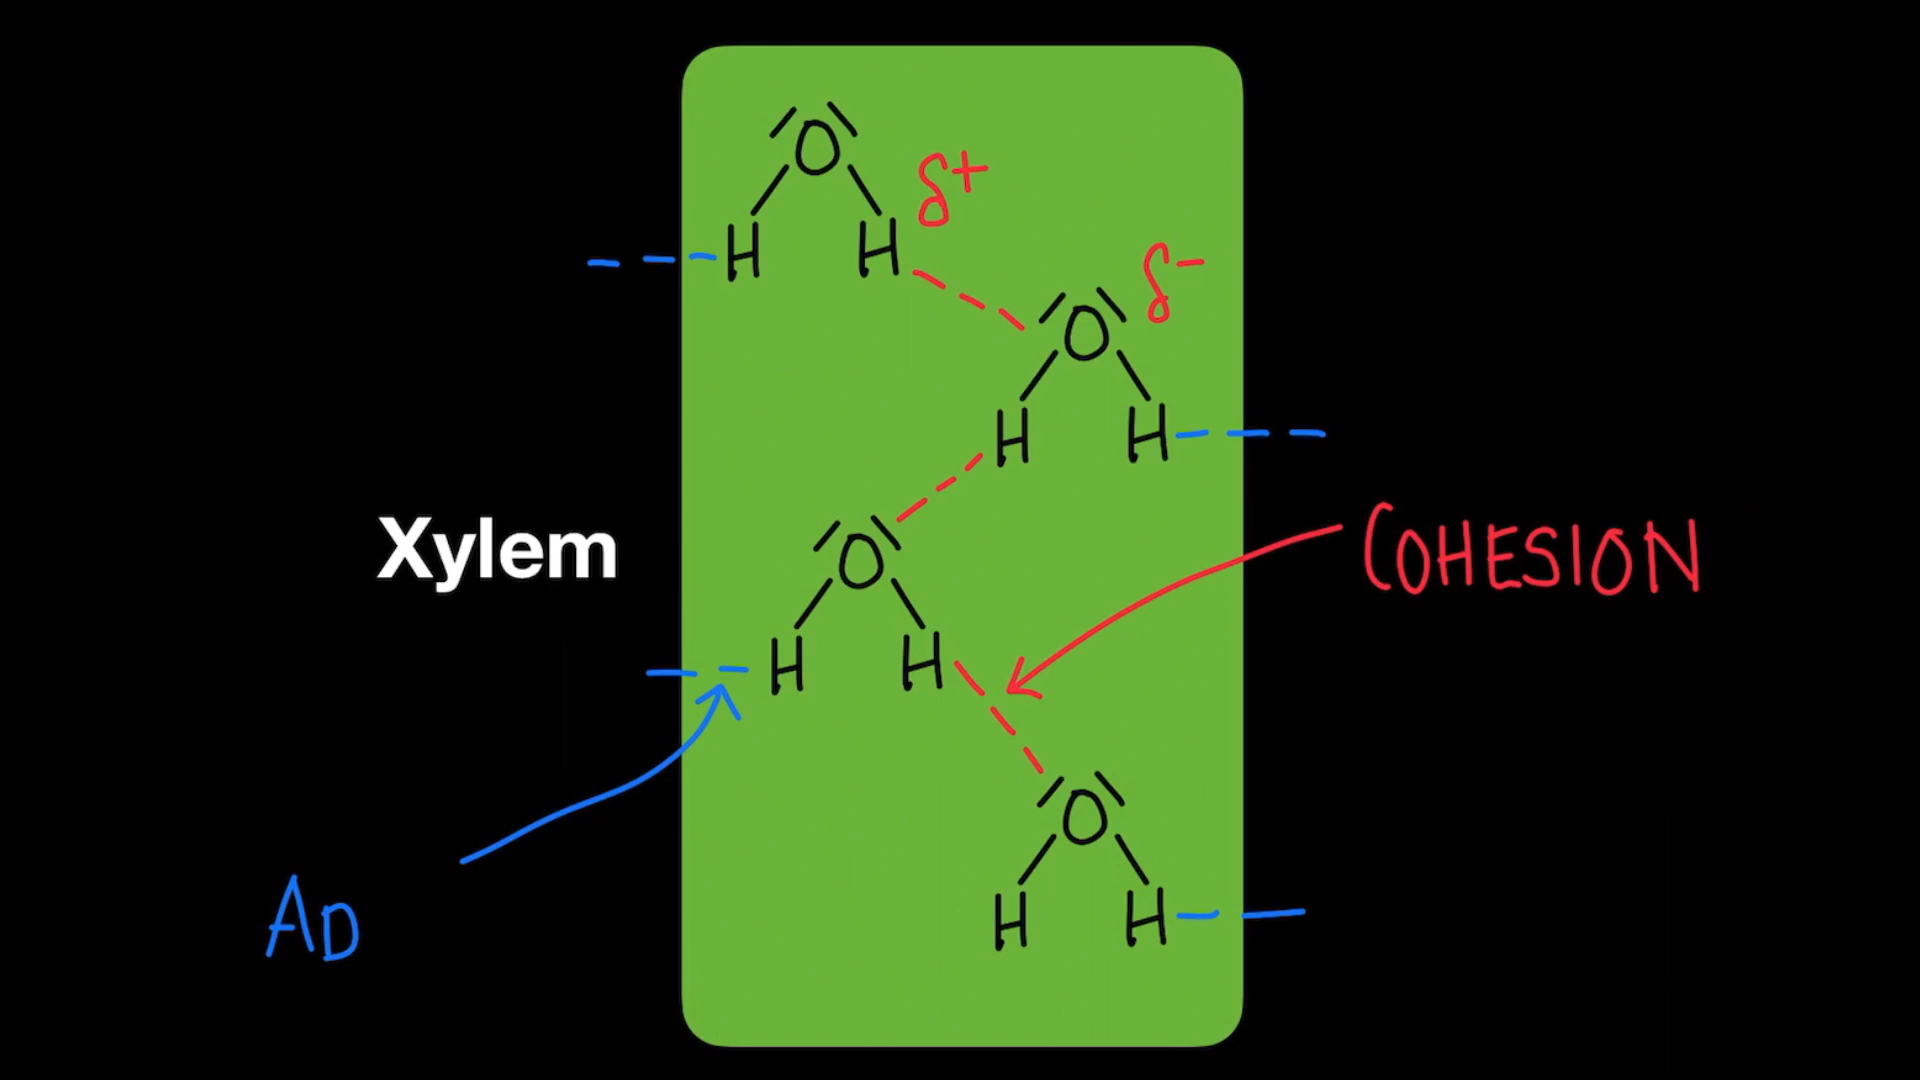 O
H H δ+
O δ-
H H
Xylem
O
COHESION
H H
O
AD
H H